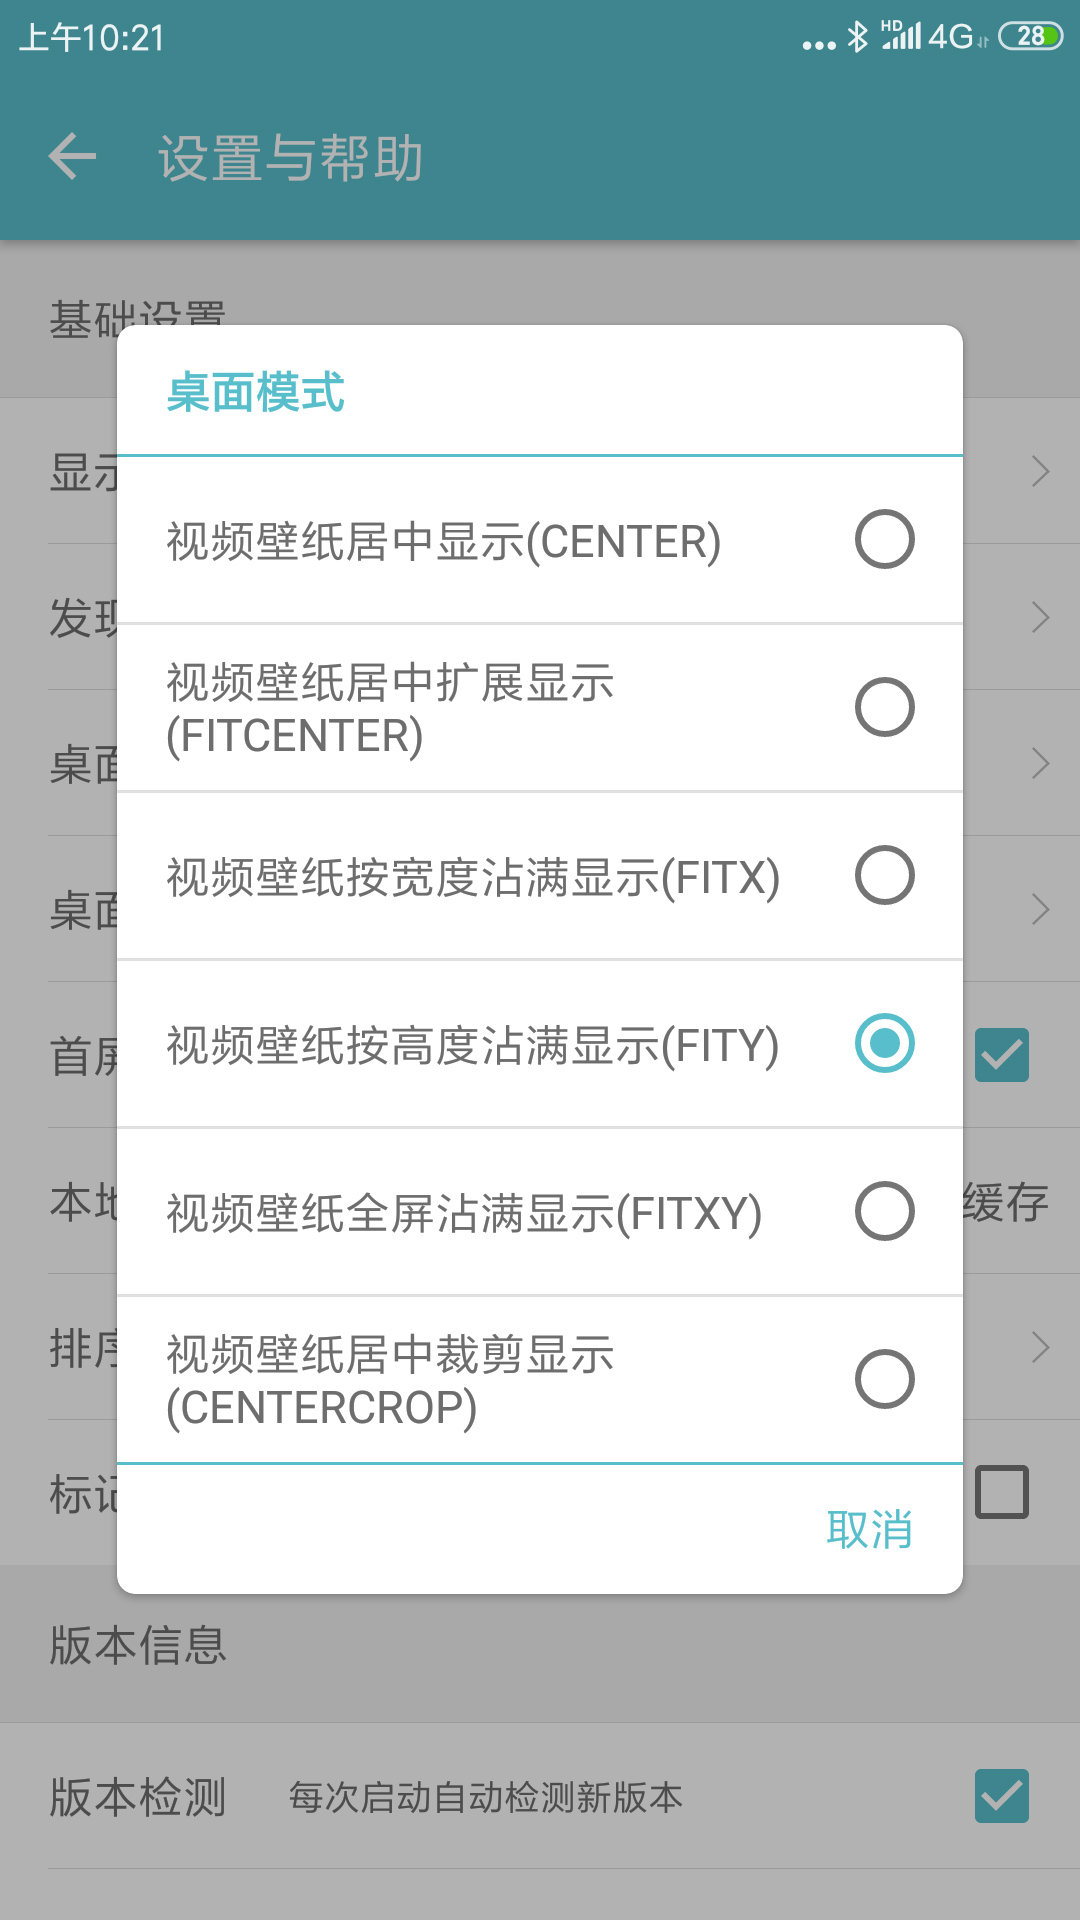 上午10:21
HD 4G 28
设置与帮助
基础设置
桌面模式
显示
视频壁纸居中显示(CENTER)
发现
视频壁纸居中扩展显示
(FITCENTER)
桌面
视频壁纸按宽度沾满显示(FITX)
桌面
视频壁纸按高度沾满显示(FITY)
首屏
视频壁纸全屏沾满显示(FITXY)
本地
缓存
视频壁纸居中裁剪显示
(CENTERCROP)
排序
标记
取消
版本信息
版本检测 每次启动自动检测新版本